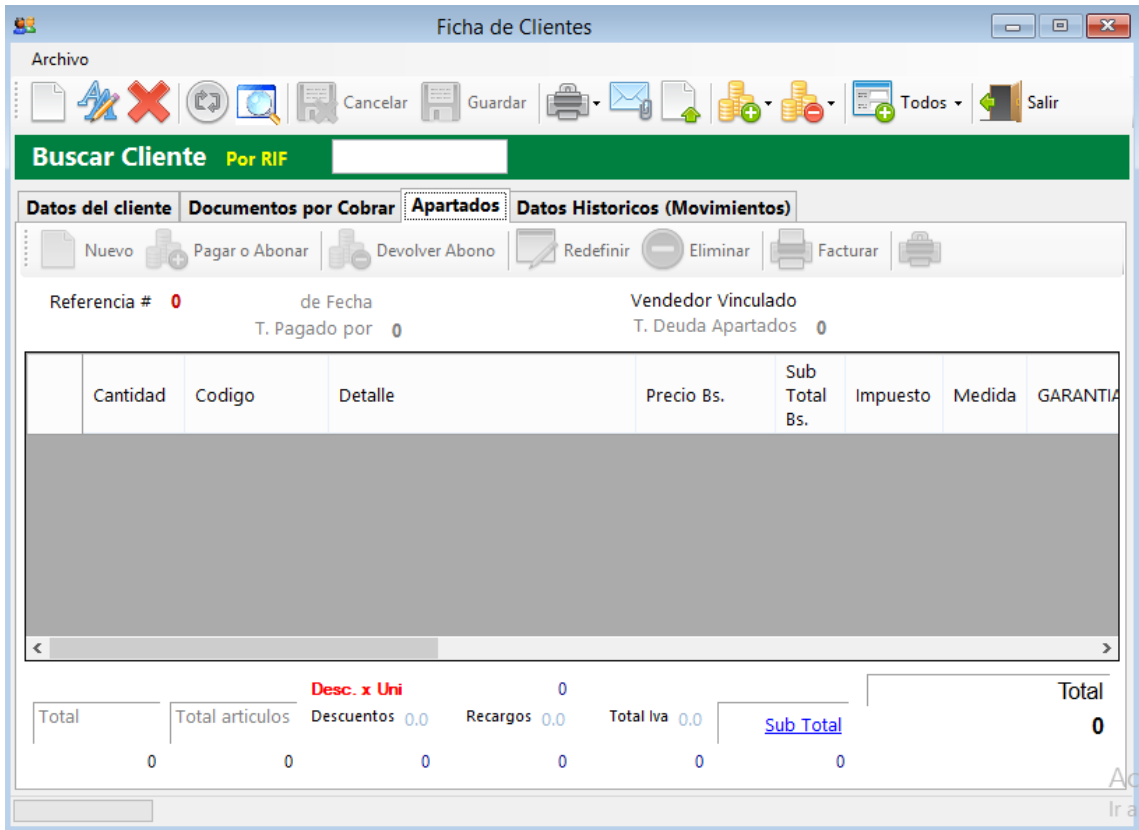 Ficha de Clientes
Archivo
Cancelar Guardar Todos Salir
Buscar Cliente Por RIF
Datos del cliente Documentos por Cobrar Apartados Datos Historicos (Movimientos)
Nuevo Pagar o Abonar Devolver Abono Redefinir Eliminar Facturar
Referencia # 0 de Fecha Vendedor Vinculado
T. Pagado por 0 T. Deuda Apartados 0
Cantidad Codigo Detalle Precio Bs. Sub Total Bs. Impuesto Medida GARANTIA
Desc. x Uni 0 Total
Total Total articulos Descuentos 0.0 Recargos 0.0 Total Iva 0.0 Sub Total 0
0 0 0 0 0 0
Ac
Ir a